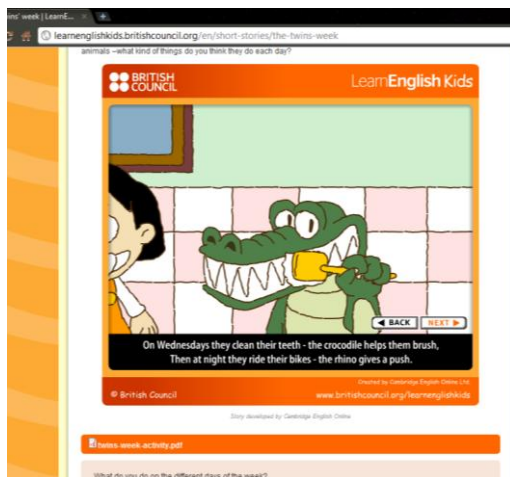 wins' week | LearnE...
learnenglishkids.britishcouncil.org/en/short-stories/the-twins-week
animals –what kind of things do you think they do each day?
BRITISH
COUNCIL
LearnEnglish Kids
BACK
NEXT
On Wednesdays they clean their teeth - the crocodile helps them brush,
Then at night they ride their bikes - the rhino gives a push.
Created by Cambridge English Online Ltd.
© British Council
www.britishcouncil.org/learnenglishkids
Story developed by Cambridge English Online
twins-week-activity.pdf
What do you do on the different days of the week?